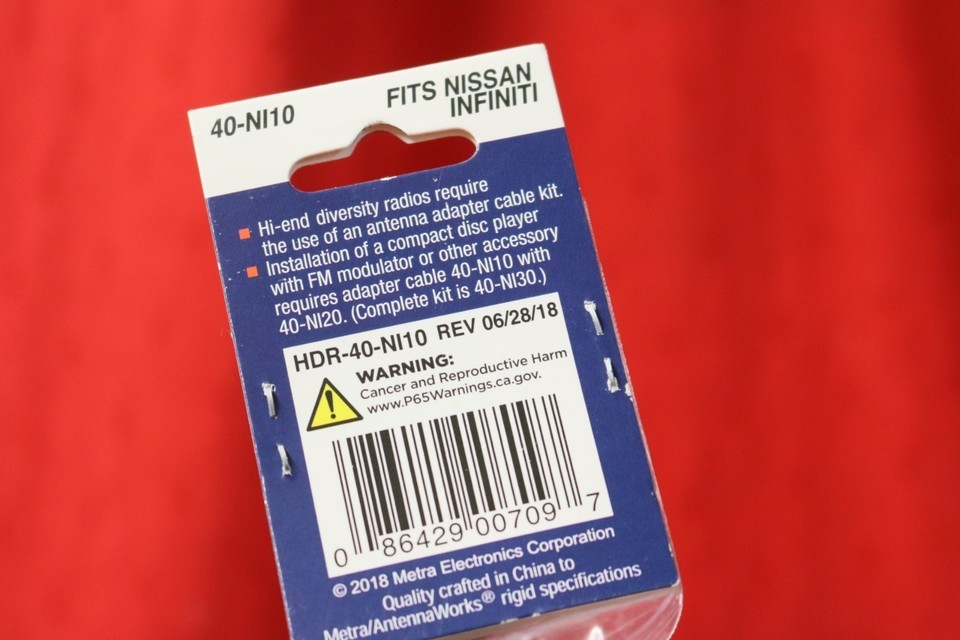 40-NI10
FITS NISSAN
INFINITI
Hi-end diversity radios require
the use of an antenna adapter cable kit.
Installation of a compact disc player
with FM modulator or other accessory
requires adapter cable 40-NI10 with
40-NI20. (Complete kit is 40-NI30.)
HDR-40-NI10 REV 06/28/18
WARNING:
Cancer and Reproductive Harm
www.P65Warnings.ca.gov.
0 86429 00709 7
© 2018 Metra Electronics Corporation
Quality crafted in China to
Metra/AntennaWorks® rigid specifications